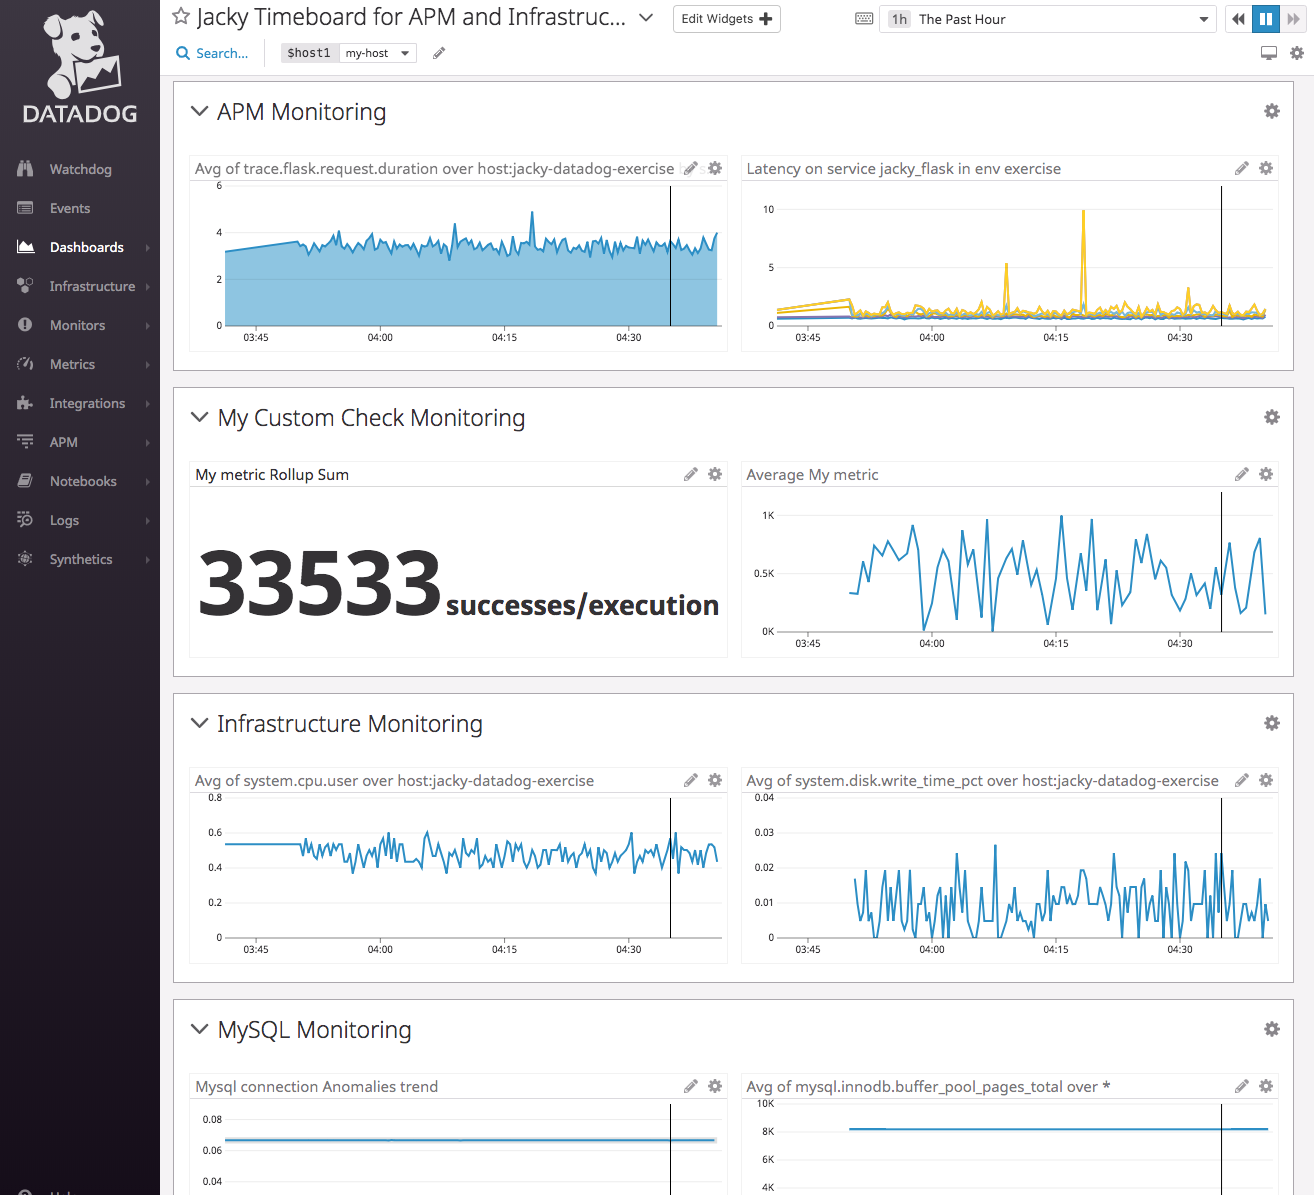 DATADOG
Watchdog
Events
Dashboards
Infrastructure
Monitors
Metrics
Integrations
APM
Notebooks
Logs
Synthetics
Jacky Timeboard for APM and Infrastruc...
Edit Widgets
1h The Past Hour
Search...
$host1 my-host
APM Monitoring
Avg of trace.flask.request.duration over host:jacky-datadog-exercise
6
4
2
0
03:45 04:00 04:15 04:30
Latency on service jacky_flask in env exercise
10
5
0
03:45 04:00 04:15 04:30
My Custom Check Monitoring
My metric Rollup Sum
33533 successes/execution
Average My metric
1K
0.5K
0K
03:45 04:00 04:15 04:30
Infrastructure Monitoring
Avg of system.cpu.user over host:jacky-datadog-exercise
0.8
0.6
0.4
0.2
0
03:45 04:00 04:15 04:30
Avg of system.disk.write_time_pct over host:jacky-datadog-exercise
0.04
0.03
0.02
0.01
0
03:45 04:00 04:15 04:30
MySQL Monitoring
Mysql connection Anomalies trend
0.08
0.06
0.04
Avg of mysql.innodb.buffer_pool_pages_total over *
10K
8K
6K
4K